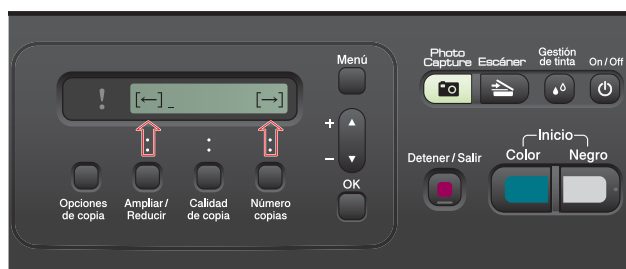 Menú
[←]_ [→]
+
–
OK
Opciones
de copia
Ampliar /
Reducir
Calidad
de copia
Número
copias
Photo
Capture
Escáner
Gestión
de tinta
On / Off
Detener / Salir
Inicio
Color
Negro